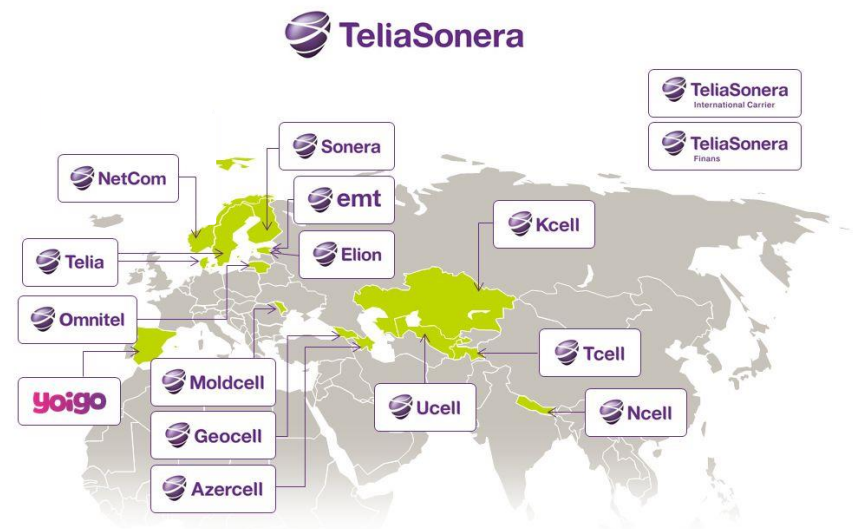 TeliaSonera
TeliaSonera
International Carrier
TeliaSonera
Finans
Sonera
NetCom
emt
Kcell
Telia
Elion
Omnitel
Tcell
yoigo
Moldcell
Ucell
Ncell
Geocell
Azercell